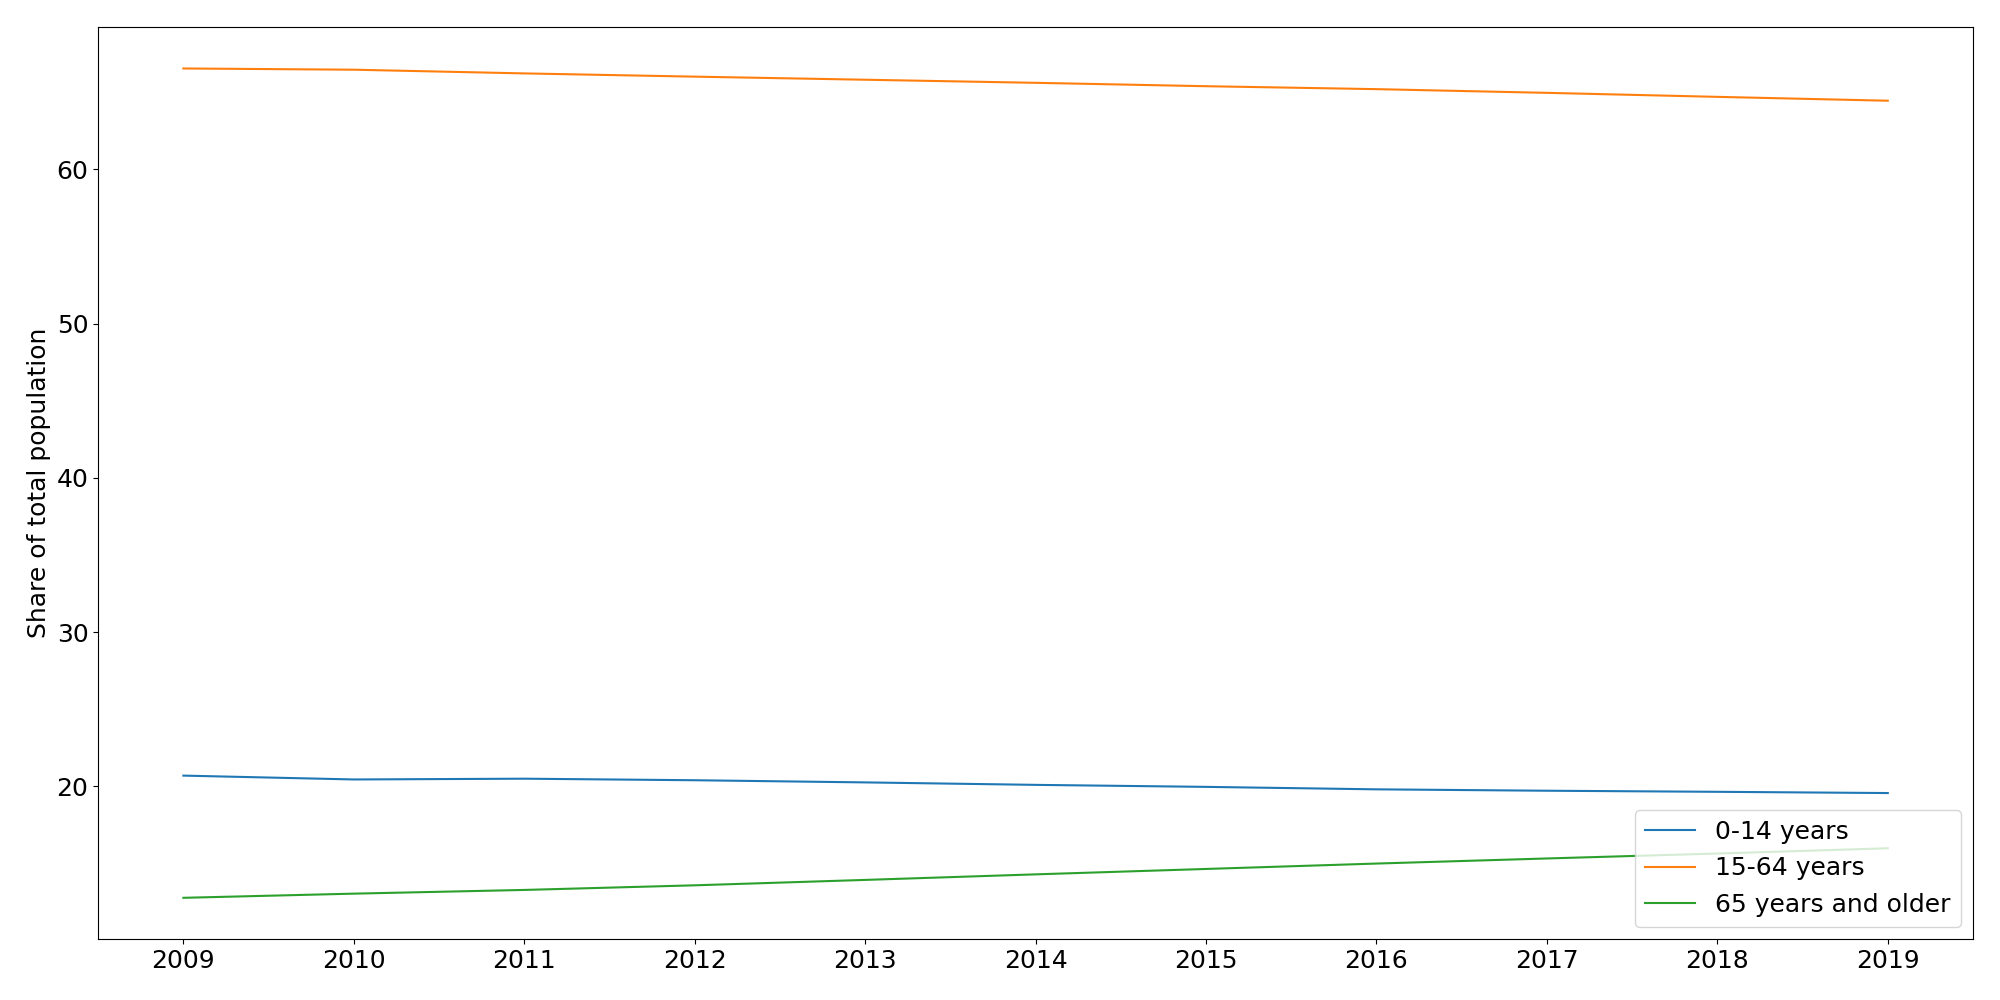 Share of total population
60
50
40
30
20
2009 2010 2011 2012 2013 2014 2015 2016 2017 2018 2019
0-14 years
15-64 years
65 years and older